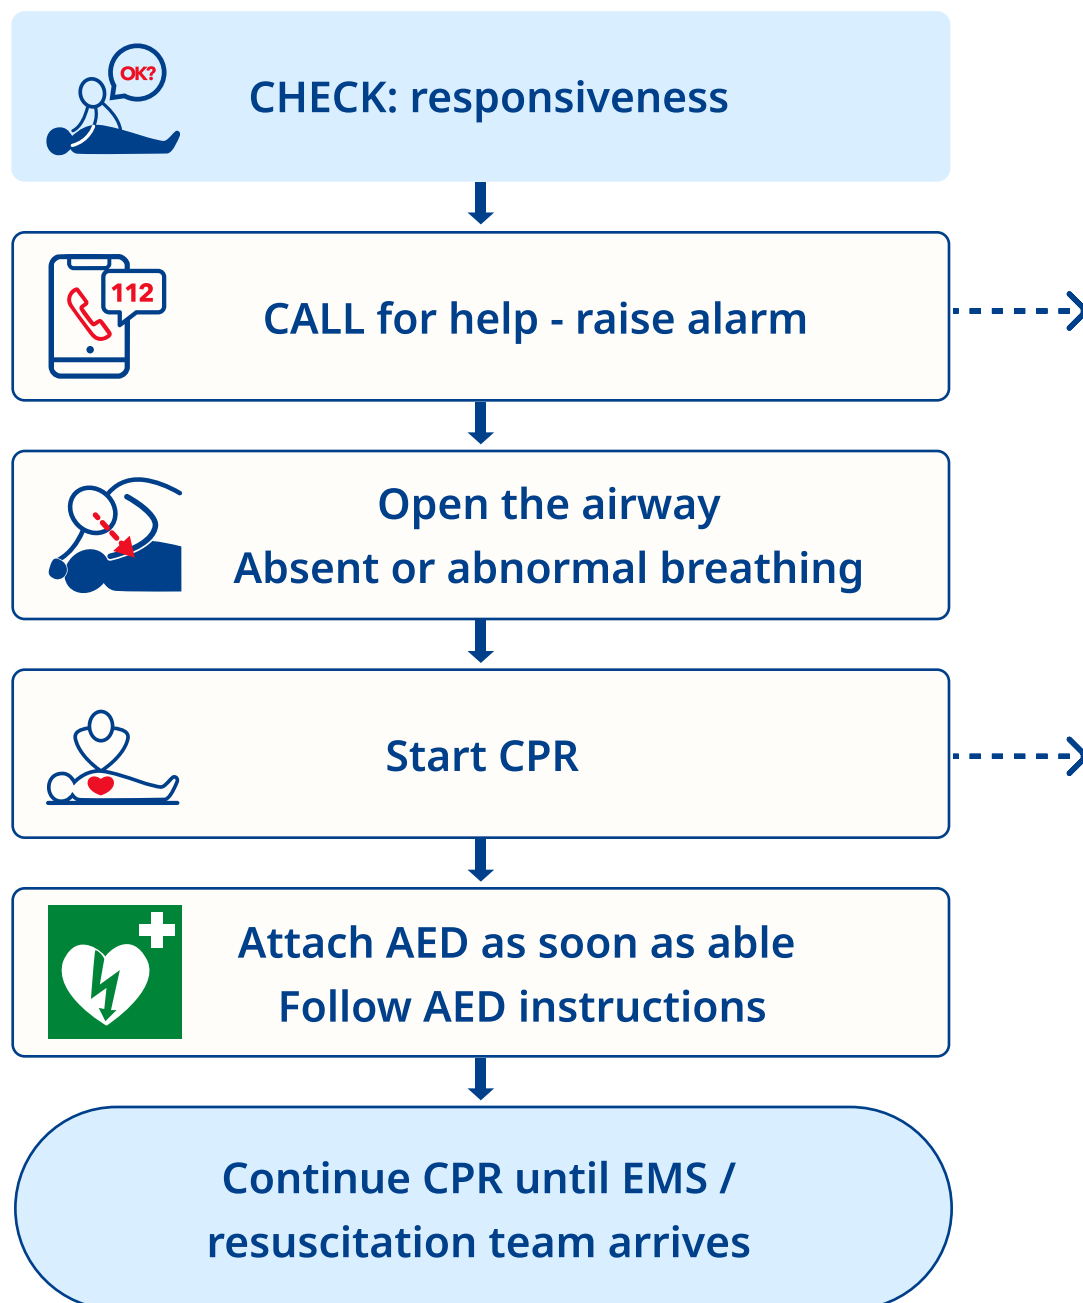 OK?
CHECK: responsiveness
112
CALL for help - raise alarm
Open the airway
Absent or abnormal breathing
Start CPR
Attach AED as soon as able
Follow AED instructions
Continue CPR until EMS /
resuscitation team arrives